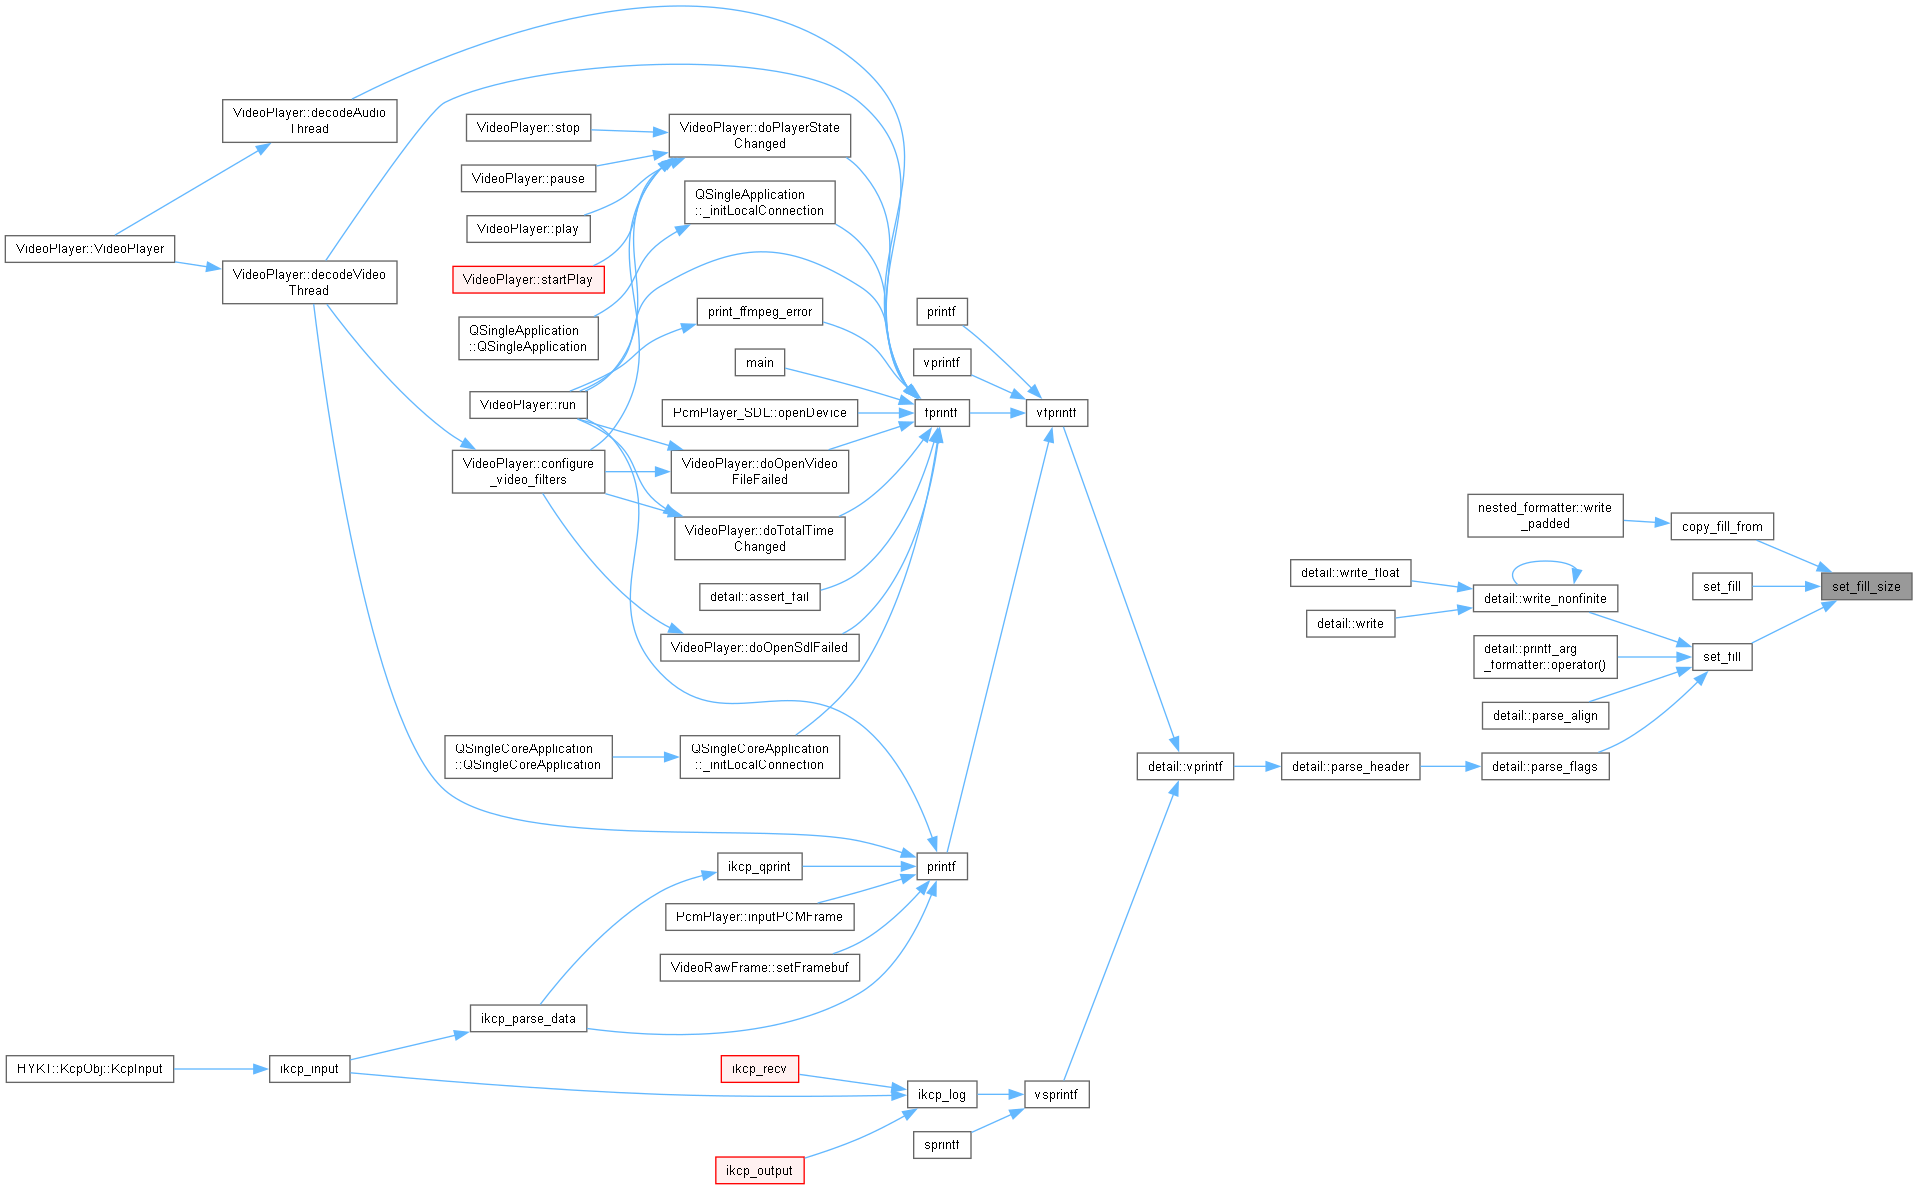 VideoPlayer::VideoPlayer
HYKT::KcpObj::KcpInput
VideoPlayer::decodeAudio
Thread
VideoPlayer::decodeVideo
Thread
ikcp_input
VideoPlayer::stop
VideoPlayer::pause
VideoPlayer::play
VideoPlayer::startPlay
QSingleApplication
::QSingleApplication
VideoPlayer::run
VideoPlayer::configure
_video_filters
QSingleCoreApplication
::QSingleCoreApplication
ikcp_parse_data
VideoPlayer::doPlayerState
Changed
QSingleApplication
::_initLocalConnection
print_ffmpeg_error
main
PcmPlayer_SDL::openDevice
VideoPlayer::doOpenVideo
FileFailed
VideoPlayer::doTotalTime
Changed
detail::assert_fail
VideoPlayer::doOpenSdlFailed
QSingleCoreApplication
::_initLocalConnection
ikcp_qprint
PcmPlayer::inputPCMFrame
VideoRawFrame::setFramebuf
ikcp_recv
ikcp_output
printf
vprintf
fprintf
printf
ikcp_log
sprintf
vfprintf
vsprintf
detail::vprintf
detail::write_float
detail::write
detail::parse_header
nested_formatter::write
_padded
detail::write_nonfinite
detail::printf_arg
_formatter::operator()
detail::parse_align
detail::parse_flags
copy_fill_from
set_fill
set_fill
set_fill_size